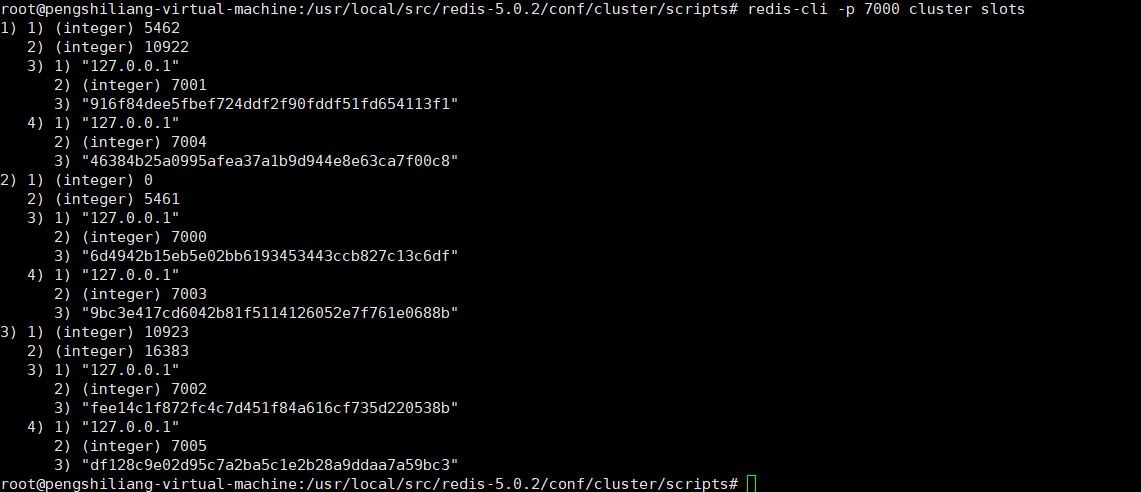 root@pengshiliang-virtual-machine:/usr/local/src/redis-5.0.2/conf/cluster/scripts# redis-cli -p 7000 cluster slots
1) 1) (integer) 5462
   2) (integer) 10922
   3) 1) "127.0.0.1"
      2) (integer) 7001
      3) "916f84dee5fbef724ddf2f90fddf51fd654113f1"
   4) 1) "127.0.0.1"
      2) (integer) 7004
      3) "46384b25a0995afea37a1b9d944e8e63ca7f00c8"
2) 1) (integer) 0
   2) (integer) 5461
   3) 1) "127.0.0.1"
      2) (integer) 7000
      3) "6d4942b15eb5e02bb6193453443ccb827c13c6df"
   4) 1) "127.0.0.1"
      2) (integer) 7003
      3) "9bc3e417cd6042b81f5114126052e7f761e0688b"
3) 1) (integer) 10923
   2) (integer) 16383
   3) 1) "127.0.0.1"
      2) (integer) 7002
      3) "fee14c1f872fc4c7d451f84a616cf735d220538b"
   4) 1) "127.0.0.1"
      2) (integer) 7005
      3) "df128c9e02d95c7a2ba5c1e2b28a9ddaa7a59bc3"
root@pengshiliang-virtual-machine:/usr/local/src/redis-5.0.2/conf/cluster/scripts#